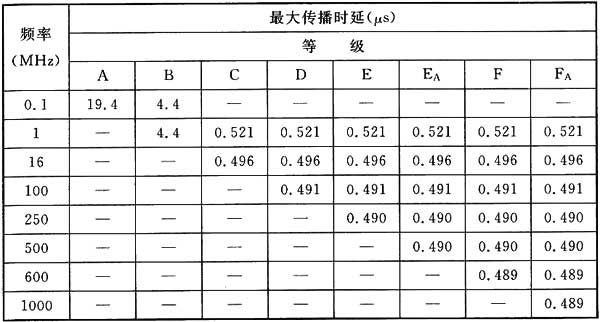 频率 (MHz) 最大传播时延(μs)
等 级
A B C D E EA F FA
0.1 19.4 4.4 — — — — — —
1 — 4.4 0.521 0.521 0.521 0.521 0.521 0.521
16 — — 0.496 0.496 0.496 0.496 0.496 0.496
100 — — — 0.491 0.491 0.491 0.491 0.491
250 — — — — 0.490 0.490 0.490 0.490
500 — — — — — 0.490 0.490 0.490
600 — — — — — — 0.489 0.489
1000 — — — — — — — 0.489